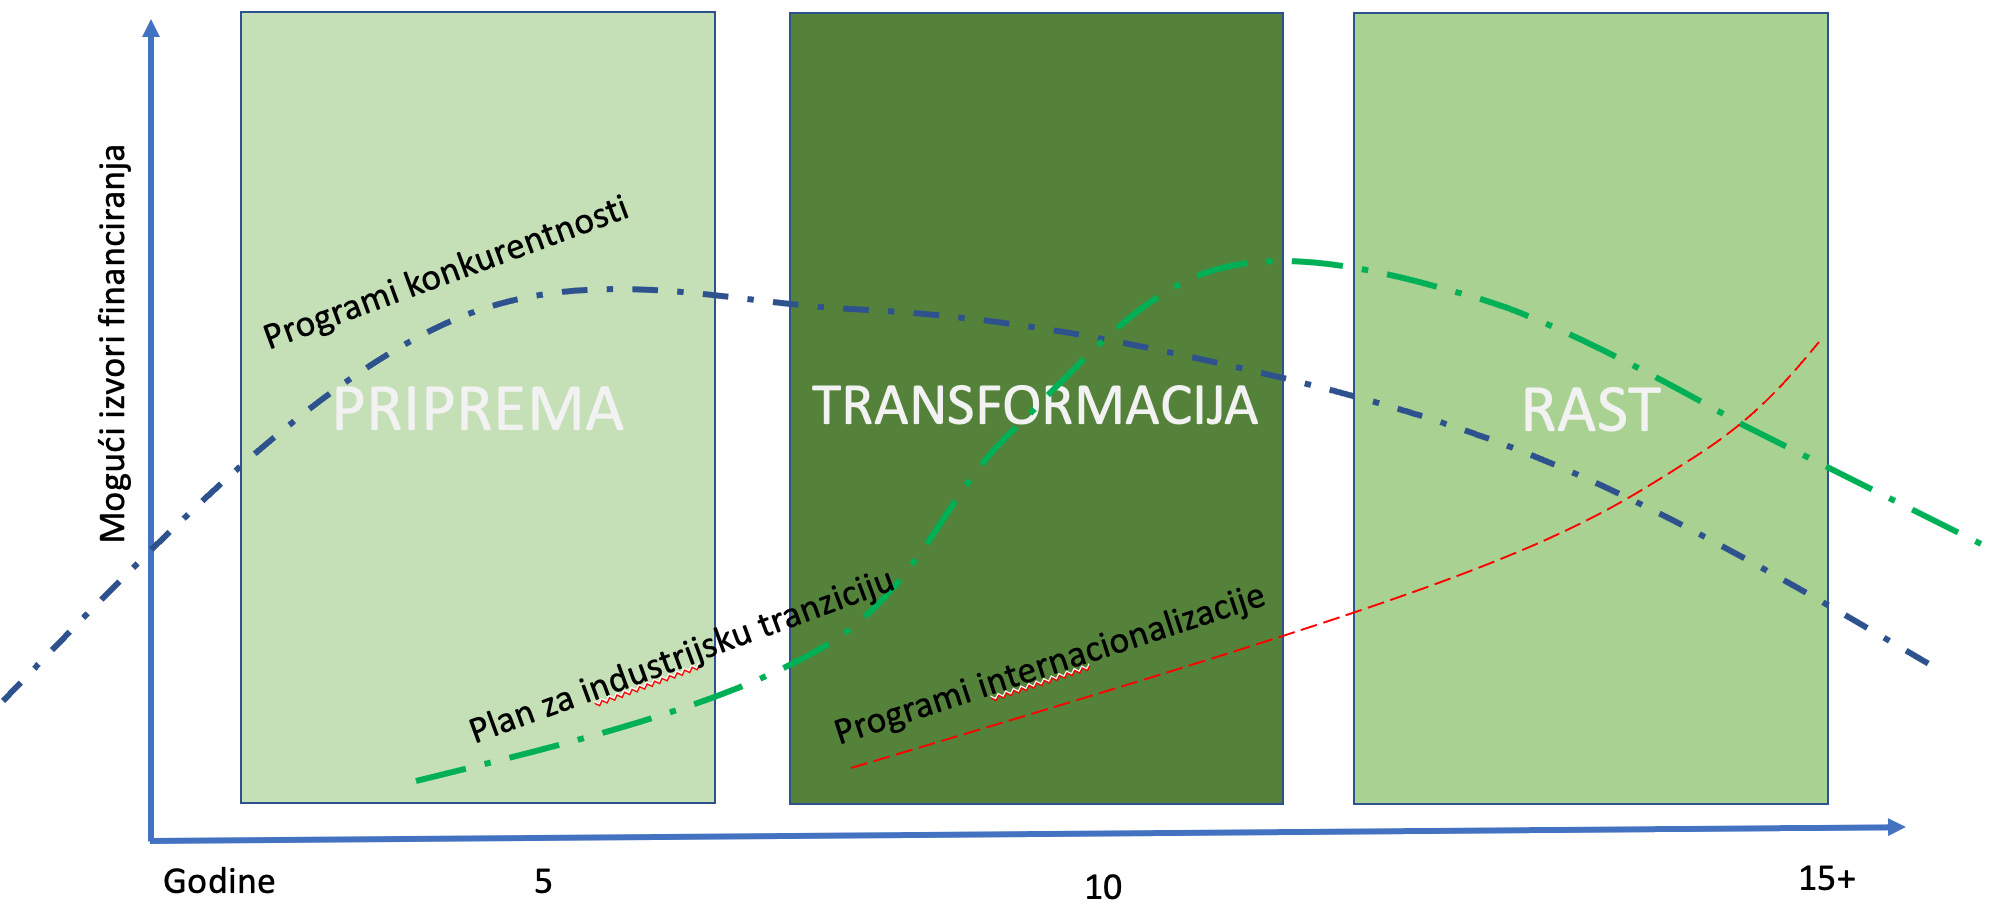 Mogući izvori financiranja
Programi konkurentnosti
PRIPREMA
TRANSFORMACIJA
RAST
Plan za industrijsku tranziciju
Programi internacionalizacije
Godine
5
10
15+